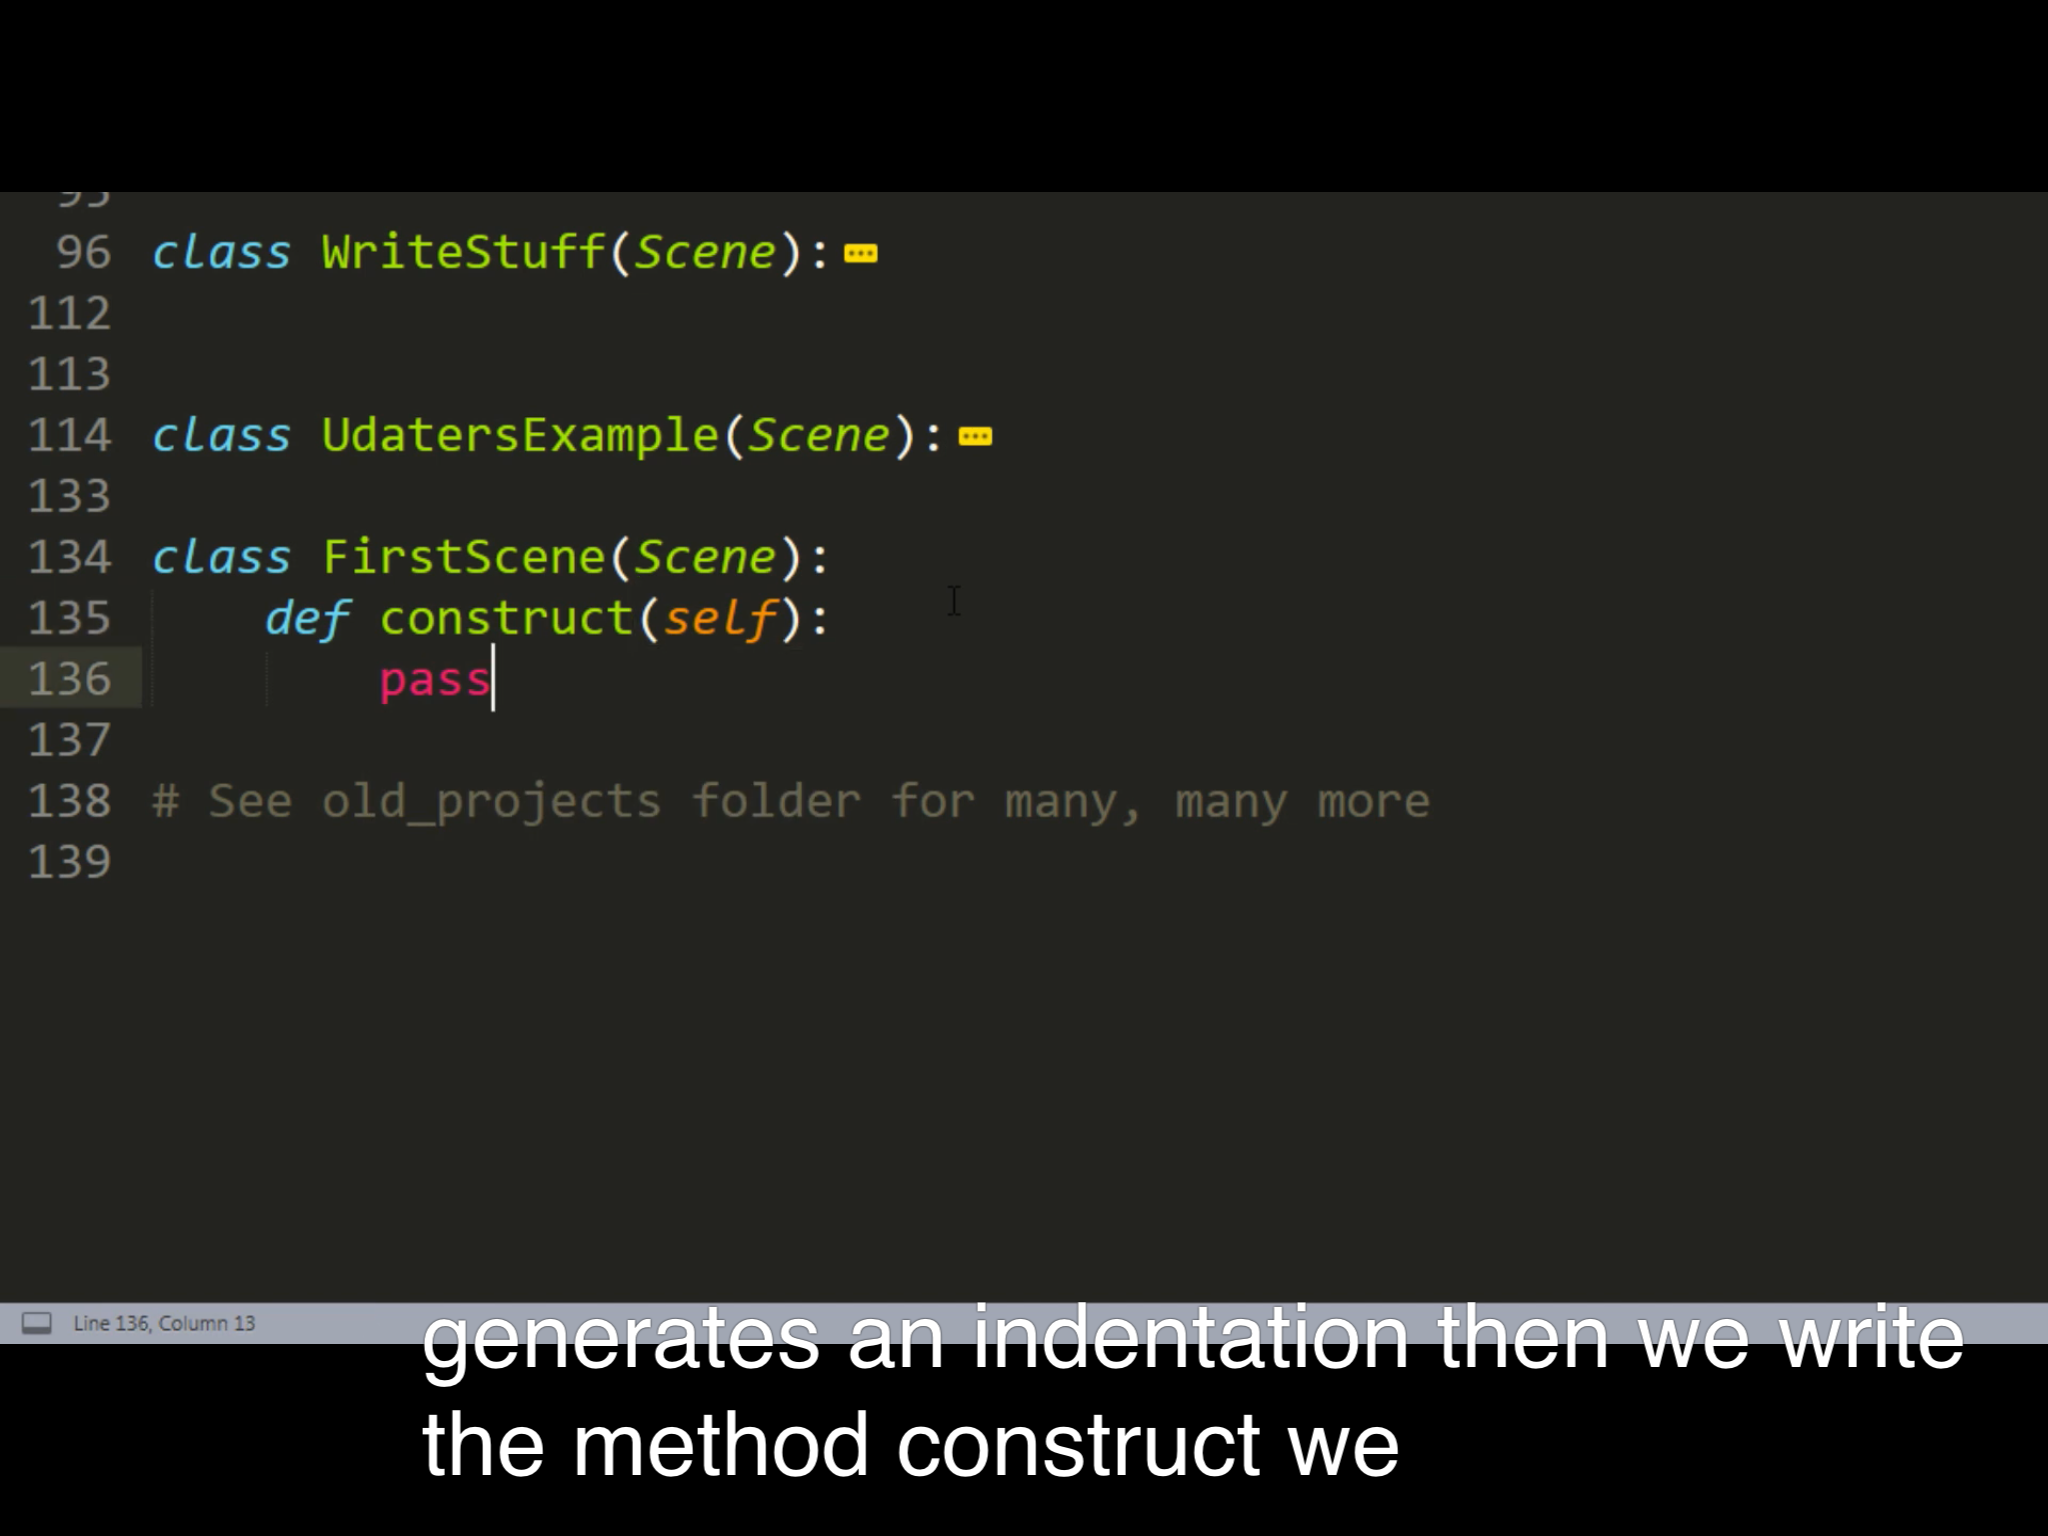 95
96 class WriteStuff(Scene):
112
113
114 class UdatersExample(Scene):
133
134 class FirstScene(Scene):
135 def construct(self):
136 pass
137
138 # See old_projects folder for many, many more
139
Line 136, Column 13
generates an indentation then we write
the method construct we